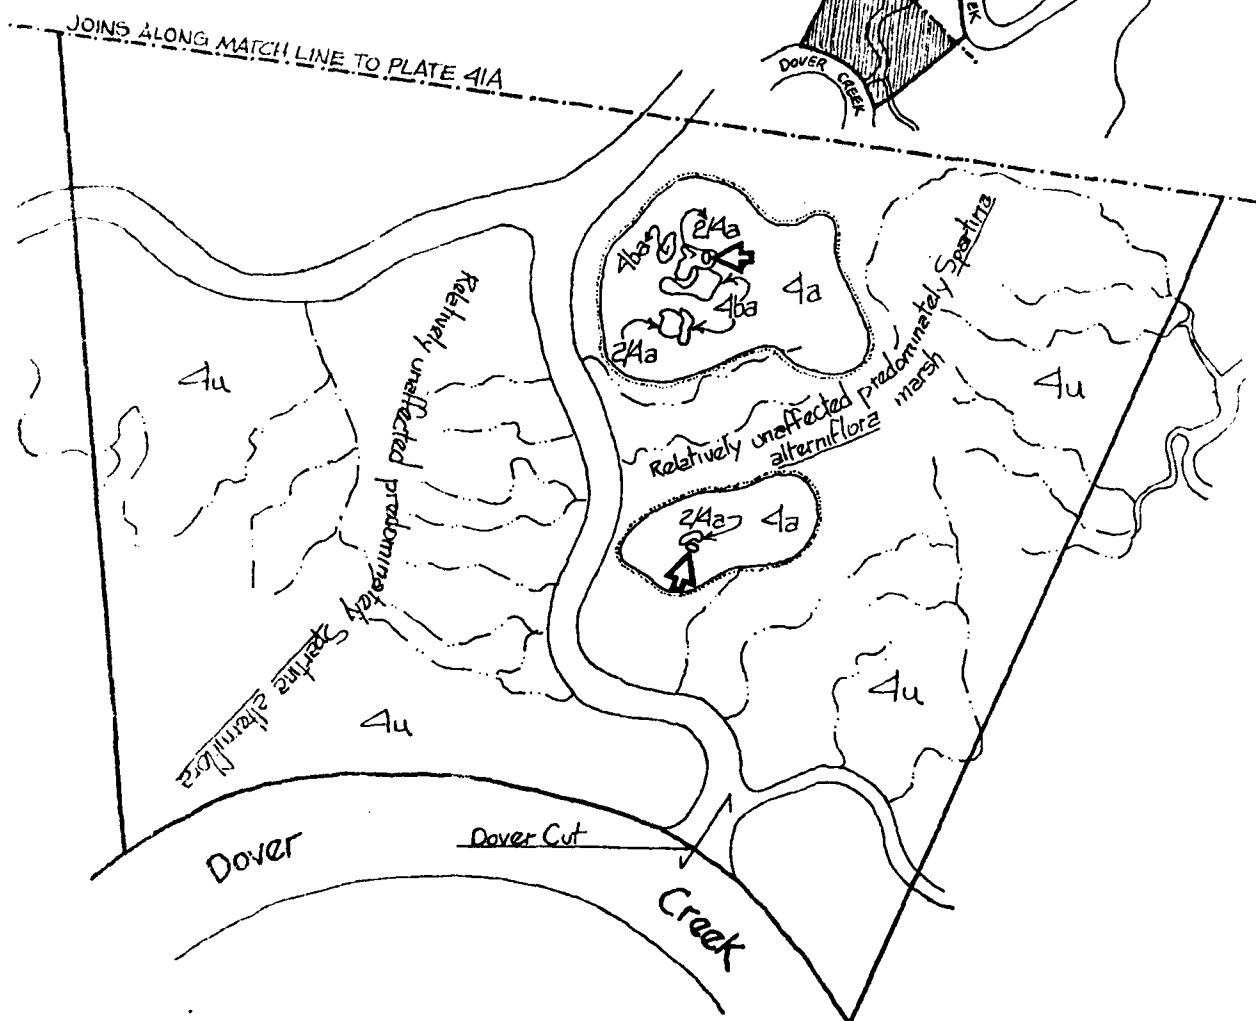 JOINS ALONG MATCH LINE TO PLATE 41A
EK
DOVER CREEK
2/4a
4ba
4a
4ba
2/4a
4u
Relatively unaffected predominately
Spartina alterniflora
Relatively unaffected predominately Spartina
alterniflora marsh
4u
2/4a
4a
4u
4u
Dover Cut
Dover Creek